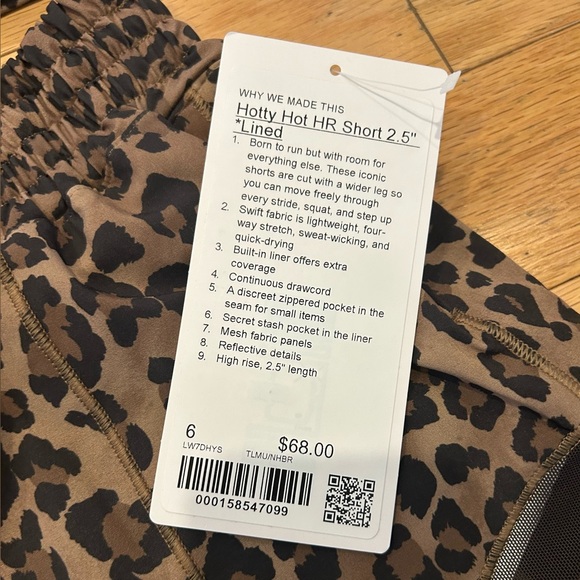 WHY WE MADE THIS
Hotty Hot HR Short 2.5"
*Lined
1. Born to run but with room for
everything else. These iconic
shorts are cut with a wider leg so
you can move freely through
every stride, squat, and step up
2. Swift fabric is lightweight, four-
way stretch, sweat-wicking, and
quick-drying
3. Built-in liner offers extra
coverage
4. Continuous drawcord
5. A discreet zippered pocket in the
seam for small items
6. Secret stash pocket in the liner
7. Mesh fabric panels
8. Reflective details
9. High rise, 2.5" length
6 $68.00
LW7DHYS TLMU/NHBR
000158547099